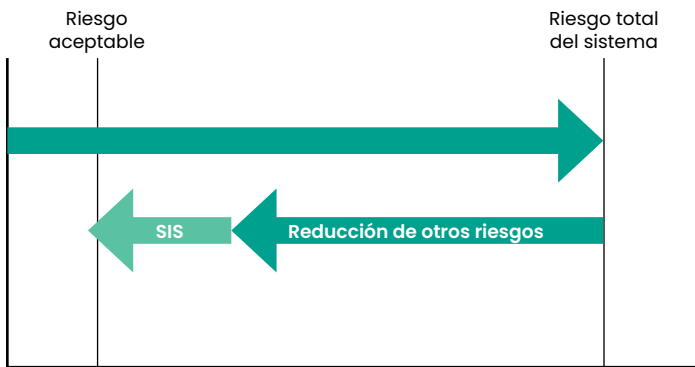 Riesgo
aceptable
Riesgo total
del sistema
SIS
Reducción de otros riesgos